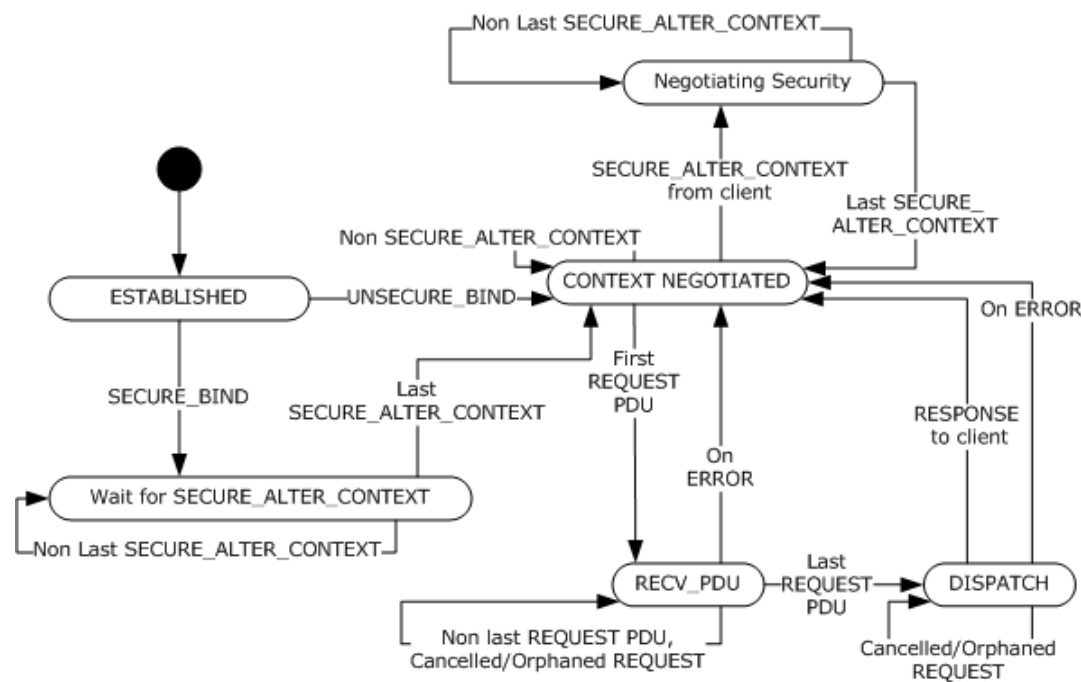 Non Last SECURE_ALTER_CONTEXT
Negotiating Security
SECURE_ALTER_CONTEXT
from client
Last SECURE_
ALTER_CONTEXT
Non SECURE_ALTER_CONTEXT
CONTEXT NEGOTIATED
ESTABLISHED
UNSECURE_BIND
On ERROR
First
REQUEST
PDU
SECURE_BIND
Last
SECURE_ALTER_CONTEXT
RESPONSE
to client
On
ERROR
Wait for SECURE_ALTER_CONTEXT
Non Last SECURE_ALTER_CONTEXT
RECV_PDU
Last
REQUEST
PDU
DISPATCH
Non last REQUEST PDU,
Cancelled/Orphaned REQUEST
Cancelled/Orphaned
REQUEST